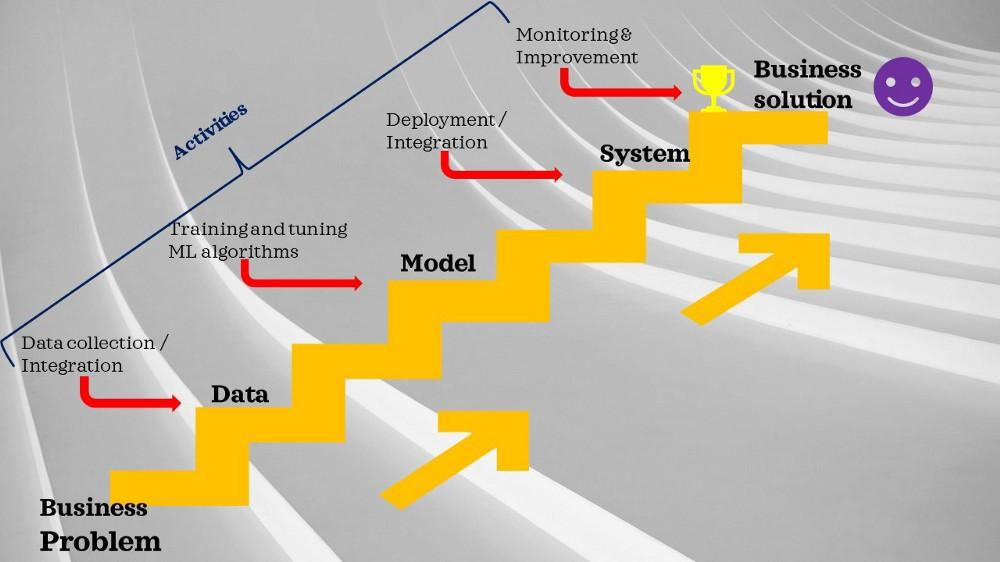 Monitoring &
Improvement
Business
solution
Activities
Deployment /
Integration
System
Training and tuning
ML algorithms
Model
Data collection /
Integration
Data
Business
Problem